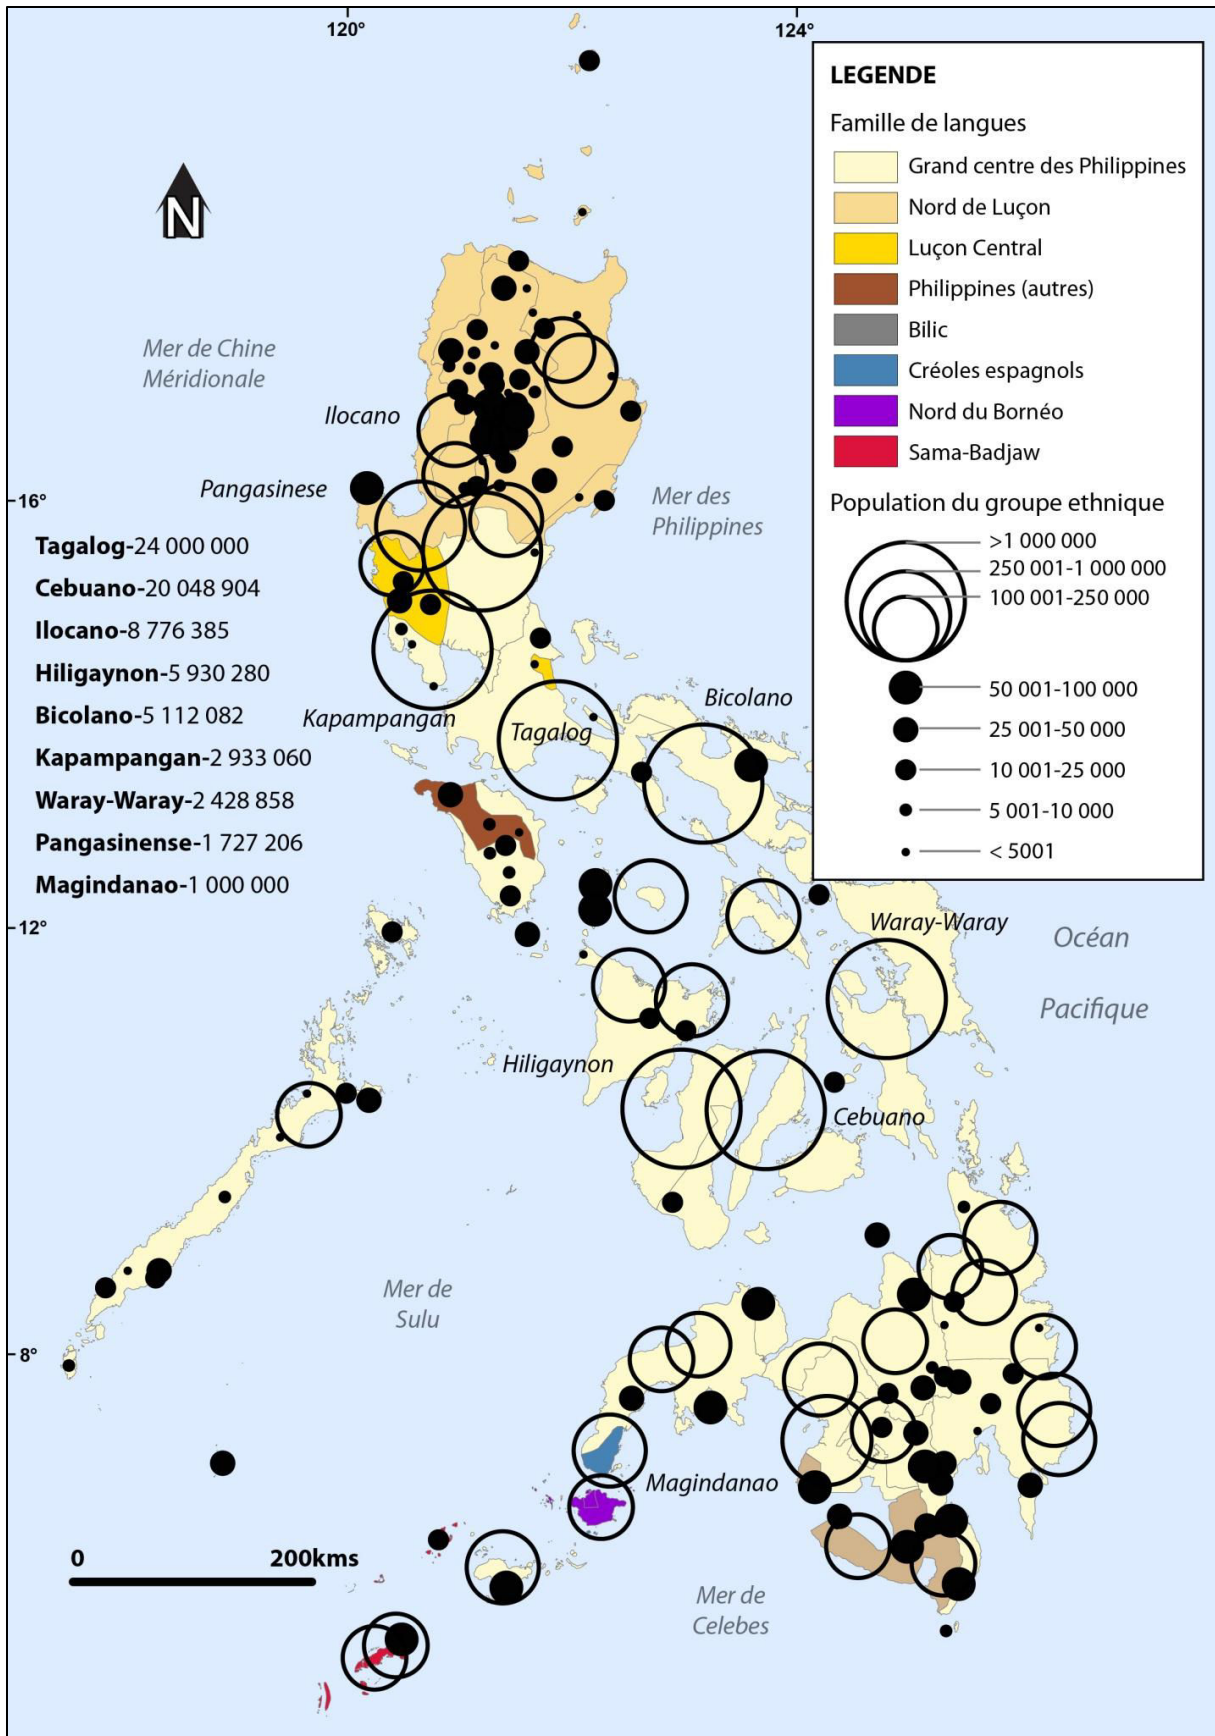 120°
124°
LEGENDE
Famille de langues
Grand centre des Philippines
Nord de Luçon
Luçon Central
Philippines (autres)
Bilic
Créoles espagnols
Nord du Bornéo
Sama-Badjaw
Population du groupe ethnique
>1 000 000
250 001-1 000 000
100 001-250 000
50 001-100 000
25 001-50 000
10 001-25 000
5 001-10 000
< 5001
N
Mer de Chine
Méridionale
Ilocano
Pangasinese
16°
Mer des
Philippines
Tagalog-24 000 000
Cebuano-20 048 904
Ilocano-8 776 385
Hiligaynon-5 930 280
Bicolano-5 112 082
Kapampangan-2 933 060
Waray-Waray-2 428 858
Pangasinense-1 727 206
Magindanao-1 000 000
Kapampangan
Tagalog
Bicolano
12°
Waray-Waray
Océan
Pacifique
Hiligaynon
Cebuano
Mer de
Sulu
8°
Magindanao
0
200kms
Mer de
Celebes